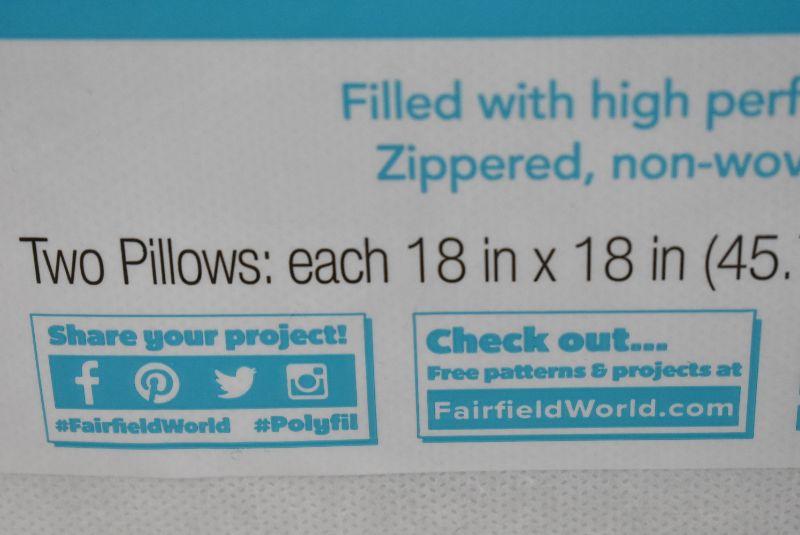 Filled with high perf
Zippered, non-wov
Two Pillows: each 18 in x 18 in (45.
Share your project!
#FairfieldWorld #Polyfil
Check out...
Free patterns & projects at
FairfieldWorld.com